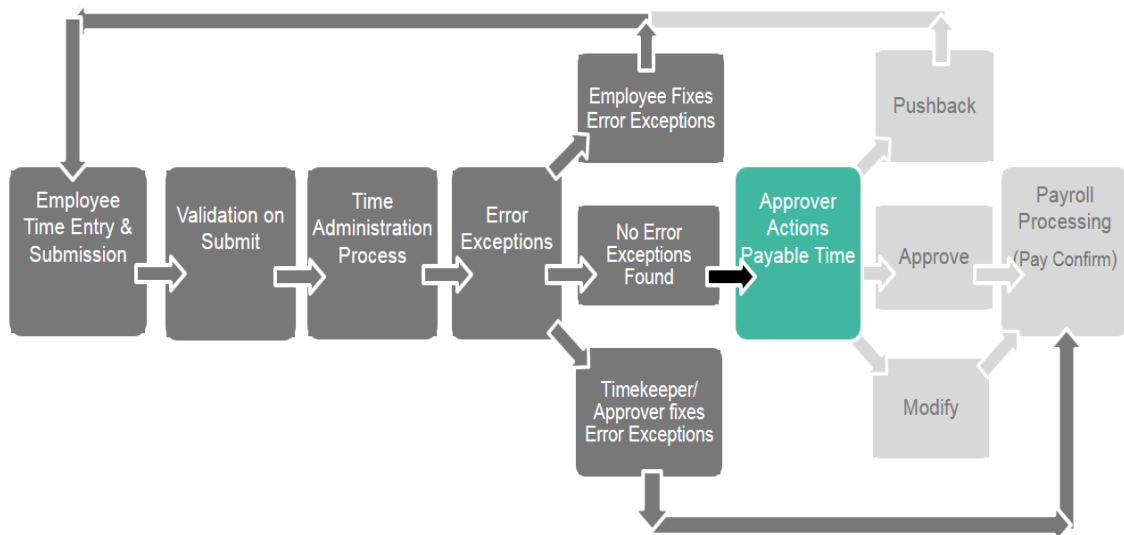 Employee Fixes
Error Exceptions
Pushback
Employee
Time Entry &
Submission
Validation on
Submit
Time
Administration
Process
Error
Exceptions
No Error
Exceptions
Found
Approver
Actions
Payable Time
Approve
Payroll
Processing
(Pay Confirm)
Timekeeper/
Approver fixes
Error Exceptions
Modify